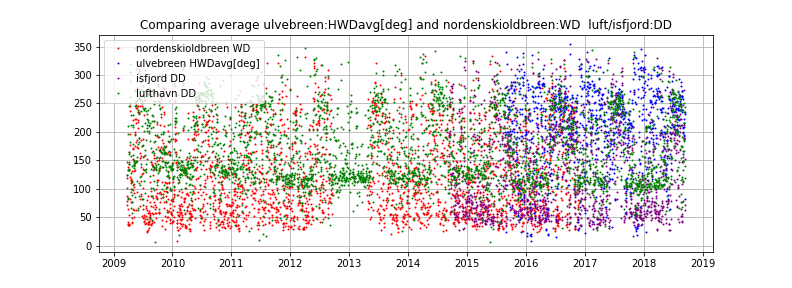 Comparing average ulvebreen:HWDavg[deg] and nordenskioldbreen:WD  luft/isfjord:DD
nordenskioldbreen WD
ulvebreen HWDavg[deg]
isfjord DD
lufthavn DD
350
300
250
200
150
100
50
0
2009 2010 2011 2012 2013 2014 2015 2016 2017 2018 2019